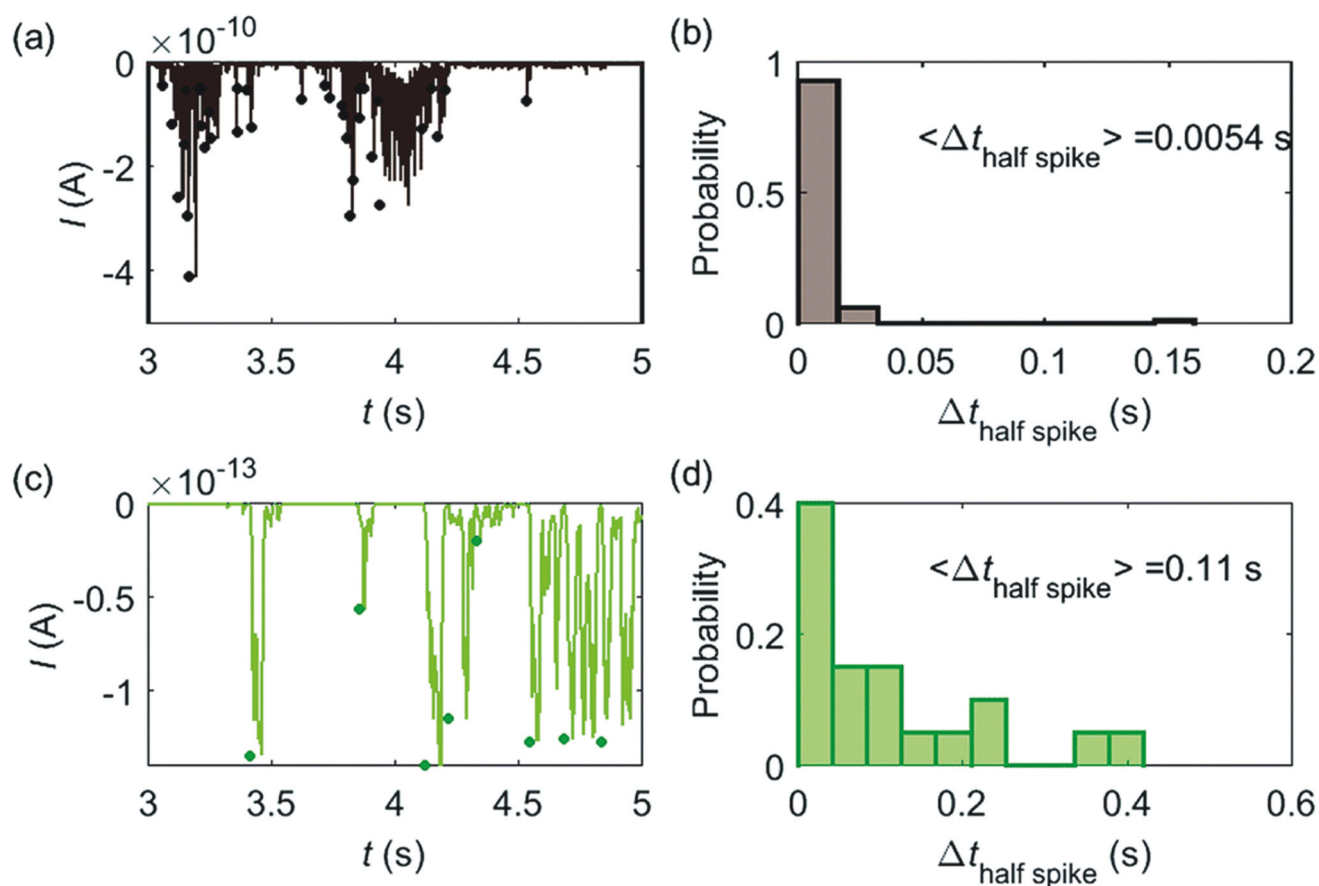 (a)
×10⁻¹⁰
0
-2
-4
I (A)
3 3.5 4 4.5 5
t (s)
(b)
1
0.5
0
Probability
<Δt_half spike> =0.0054 s
0 0.05 0.1 0.15 0.2
Δt_half spike (s)
(c)
×10⁻¹³
0
-0.5
-1
I (A)
3 3.5 4 4.5 5
t (s)
(d)
0.4
0.2
0
Probability
<Δt_half spike> =0.11 s
0 0.2 0.4 0.6
Δt_half spike (s)